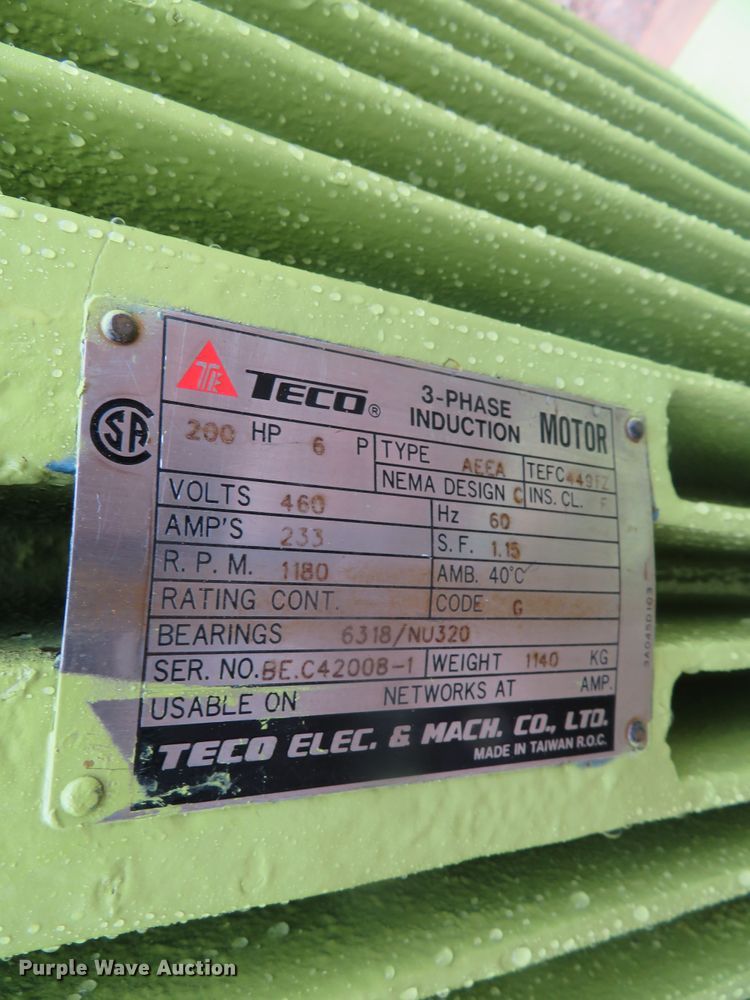 TECO® 3-PHASE INDUCTION MOTOR
SA
200 HP 6 P TYPE AEEA TEFC 449TZ
NEMA DESIGN C INS. CL. F
VOLTS 460 Hz 60
AMP'S 233 S.F. 1.15
R.P.M. 1180 AMB. 40°C
RATING CONT. CODE G
BEARINGS 6318/NU320
SER. NO. BE.C42008-1 WEIGHT 1140 KG
USABLE ON NETWORKS AT AMP.
TECO ELEC. & MACH. CO., LTD.
MADE IN TAIWAN R.O.C.
3A045D103
Purple Wave Auction